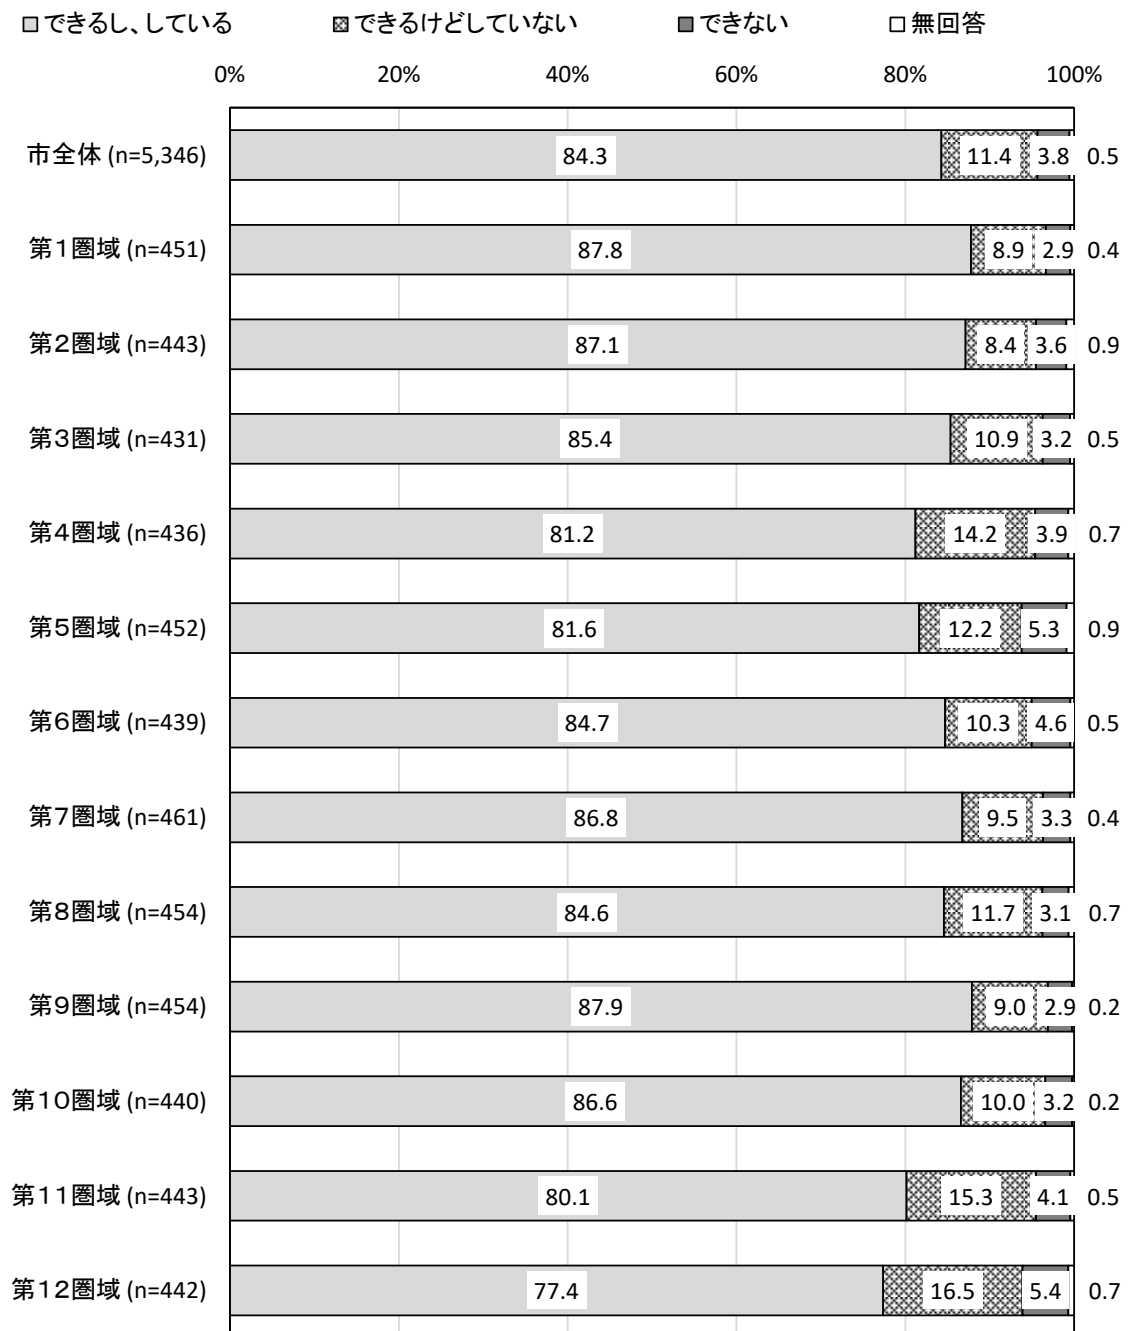 できるし、している できるけどしていない できない 無回答
0% 20% 40% 60% 80% 100%
市全体 (n=5,346) 84.3 11.4 3.8 0.5
第１圏域 (n=451) 87.8 8.9 2.9 0.4
第２圏域 (n=443) 87.1 8.4 3.6 0.9
第３圏域 (n=431) 85.4 10.9 3.2 0.5
第４圏域 (n=436) 81.2 14.2 3.9 0.7
第５圏域 (n=452) 81.6 12.2 5.3 0.9
第６圏域 (n=439) 84.7 10.3 4.6 0.5
第７圏域 (n=461) 86.8 9.5 3.3 0.4
第８圏域 (n=454) 84.6 11.7 3.1 0.7
第９圏域 (n=454) 87.9 9.0 2.9 0.2
第１０圏域 (n=440) 86.6 10.0 3.2 0.2
第１１圏域 (n=443) 80.1 15.3 4.1 0.5
第１２圏域 (n=442) 77.4 16.5 5.4 0.7